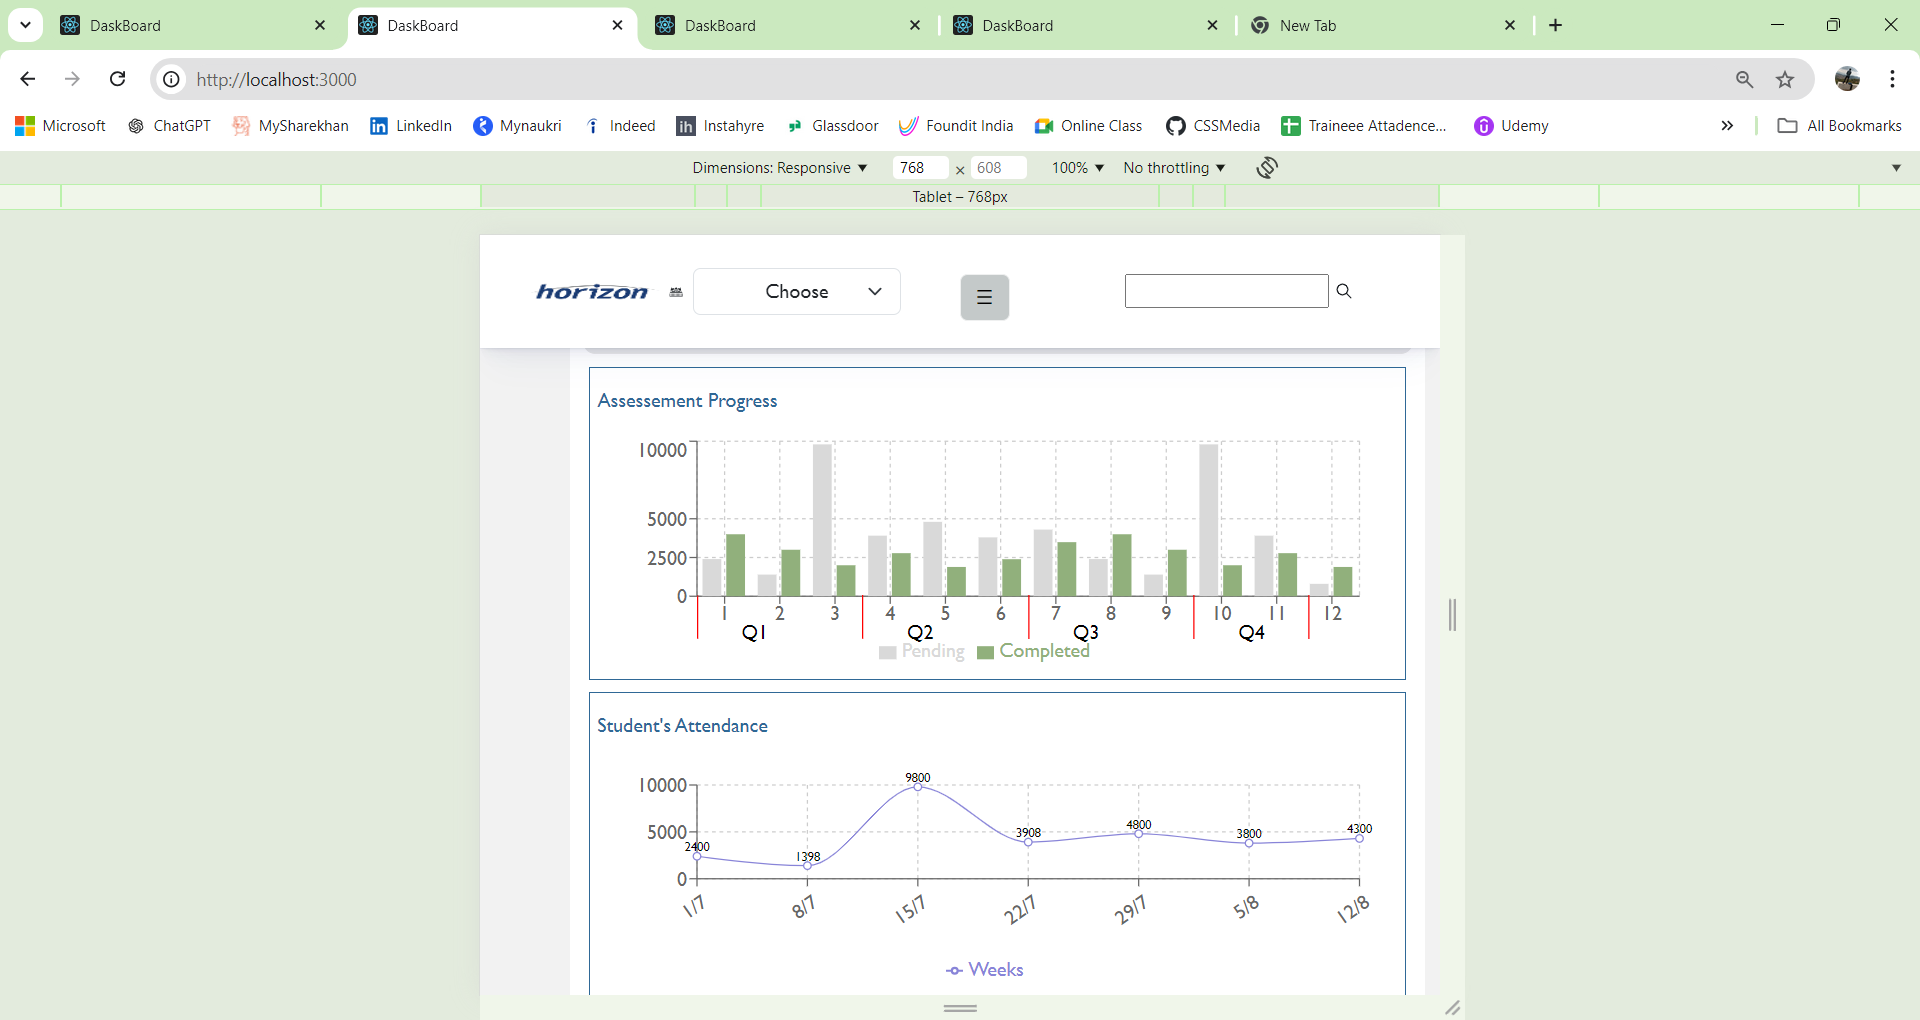 DaskBoard
DaskBoard
DaskBoard
DaskBoard
New Tab
http://localhost:3000
Microsoft
ChatGPT
MySharekhan
LinkedIn
Mynaukri
Indeed
Instahyre
Glassdoor
Foundit India
Online Class
CSSMedia
Traineee Attadence...
Udemy
All Bookmarks
Dimensions: Responsive
768 × 608
100%
No throttling
Tablet – 768px
horizon
Choose
Assessement Progress
10000
5000
2500
0
1 2 3 4 5 6 7 8 9 10 11 12
Q1 Q2 Q3 Q4
Pending Completed
Student's Attendance
10000
5000
0
2400 1398 9800 3908 4800 3800 4300
1/7 8/7 15/7 22/7 29/7 5/8 12/8
Weeks